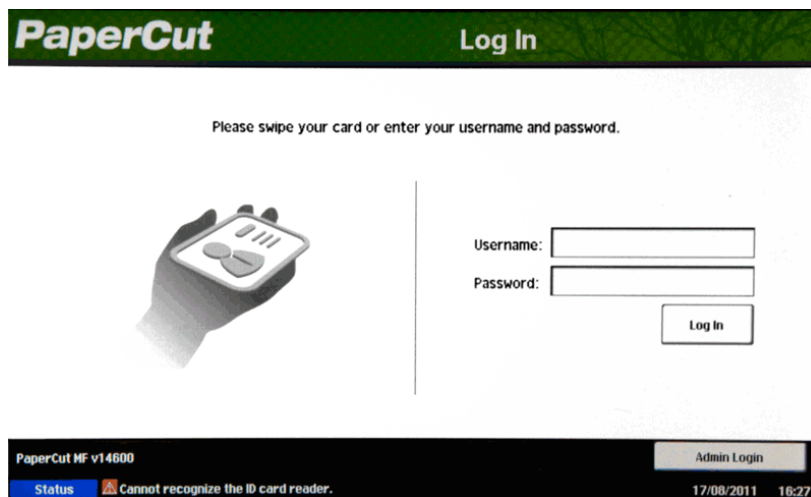 PaperCut
Log In
Please swipe your card or enter your username and password.
Username:
Password:
Log In
PaperCut MF v14600
Admin Login
Status
Cannot recognize the ID card reader.
17/08/2011 16:27